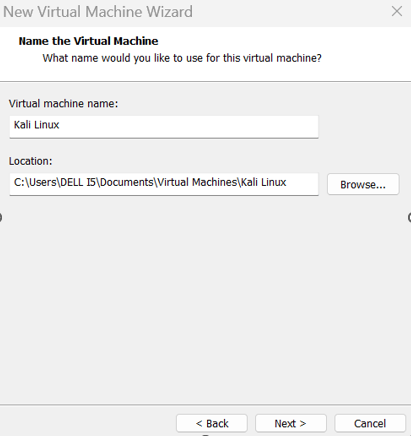 New Virtual Machine Wizard
Name the Virtual Machine
What name would you like to use for this virtual machine?
Virtual machine name:
Kali Linux
Location:
C:\Users\DELL I5\Documents\Virtual Machines\Kali Linux
Browse...
< Back
Next >
Cancel